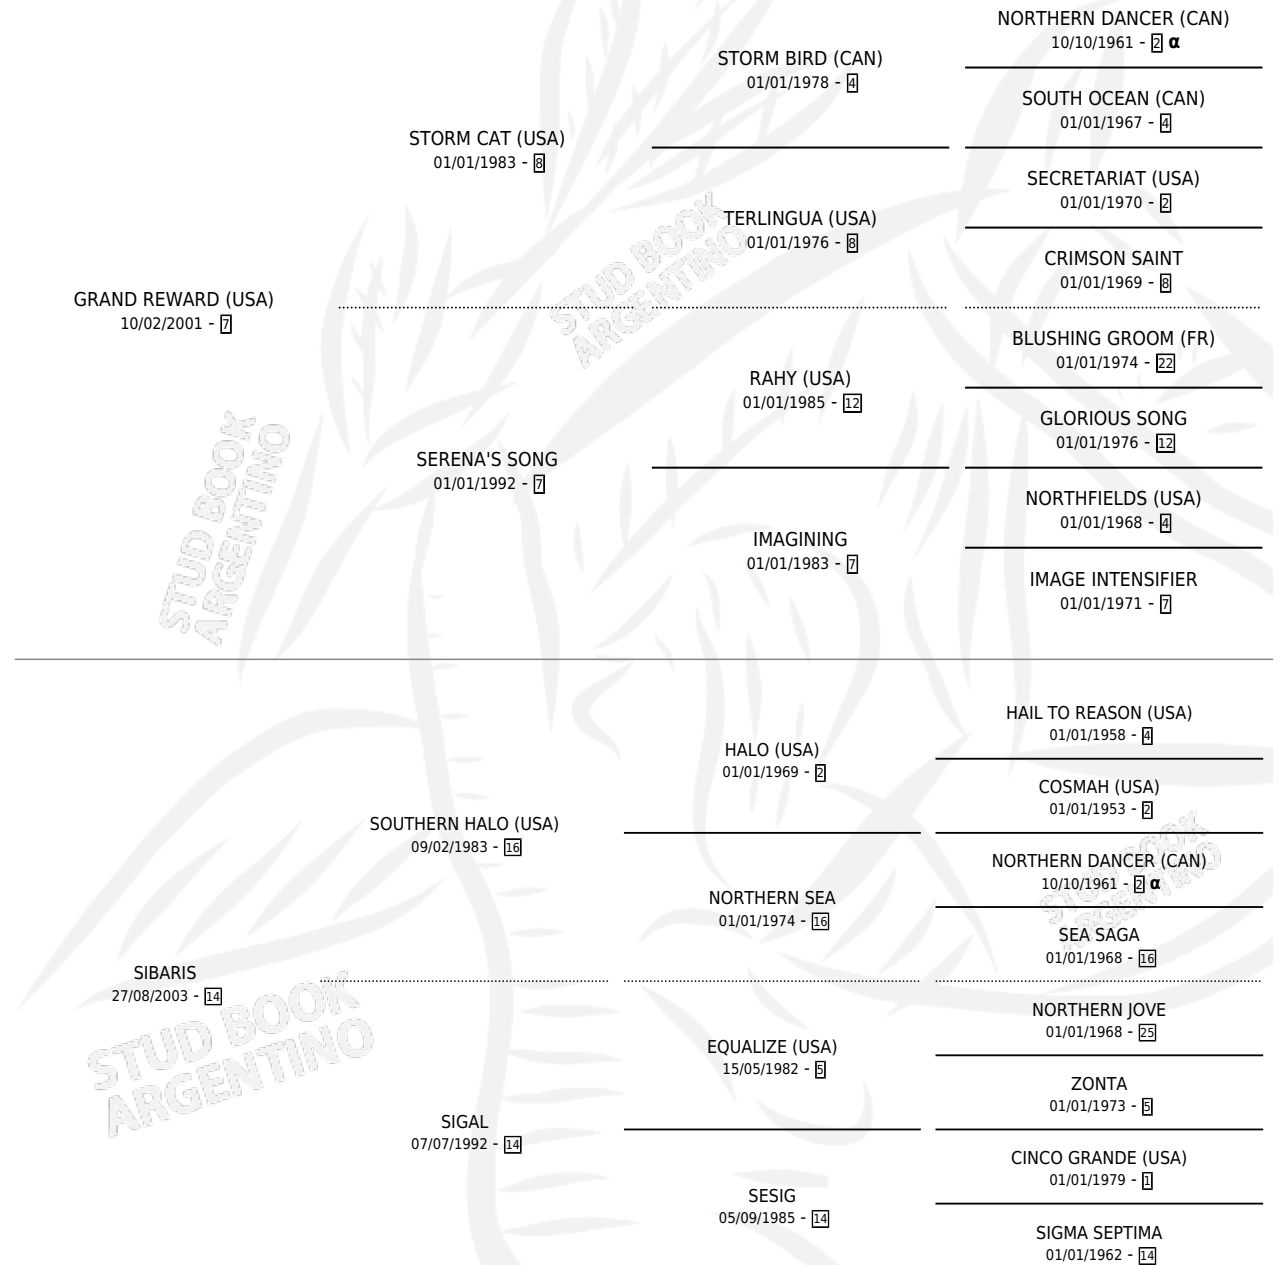 NORTHERN DANCER (CAN)
10/10/1961 - 2 α
STORM BIRD (CAN)
01/01/1978 - 4
SOUTH OCEAN (CAN)
01/01/1967 - 4
STORM CAT (USA)
01/01/1983 - 8
SECRETARIAT (USA)
01/01/1970 - 2
TERLINGUA (USA)
01/01/1976 - 8
CRIMSON SAINT
01/01/1969 - 8
GRAND REWARD (USA)
10/02/2001 - 7
BLUSHING GROOM (FR)
01/01/1974 - 22
RAHY (USA)
01/01/1985 - 12
GLORIOUS SONG
01/01/1976 - 12
SERENA'S SONG
01/01/1992 - 7
NORTHFIELDS (USA)
01/01/1968 - 4
IMAGINING
01/01/1983 - 7
IMAGE INTENSIFIER
01/01/1971 - 7
HAIL TO REASON (USA)
01/01/1958 - 4
HALO (USA)
01/01/1969 - 2
COSMAH (USA)
01/01/1953 - 2
SOUTHERN HALO (USA)
09/02/1983 - 16
NORTHERN DANCER (CAN)
10/10/1961 - 2 α
NORTHERN SEA
01/01/1974 - 16
SEA SAGA
01/01/1968 - 16
SIBARIS
27/08/2003 - 14
NORTHERN JOVE
01/01/1968 - 25
EQUALIZE (USA)
15/05/1982 - 5
ZONTA
01/01/1973 - 5
SIGAL
07/07/1992 - 14
CINCO GRANDE (USA)
01/01/1979 - 1
SESIG
05/09/1985 - 14
SIGMA SEPTIMA
01/01/1962 - 14
STUD BOOK
ARGENTINO
STUD BOOK
ARGENTINO
STUD BOOK
ARGENTINO
STUD BOOK
ARGENTINO